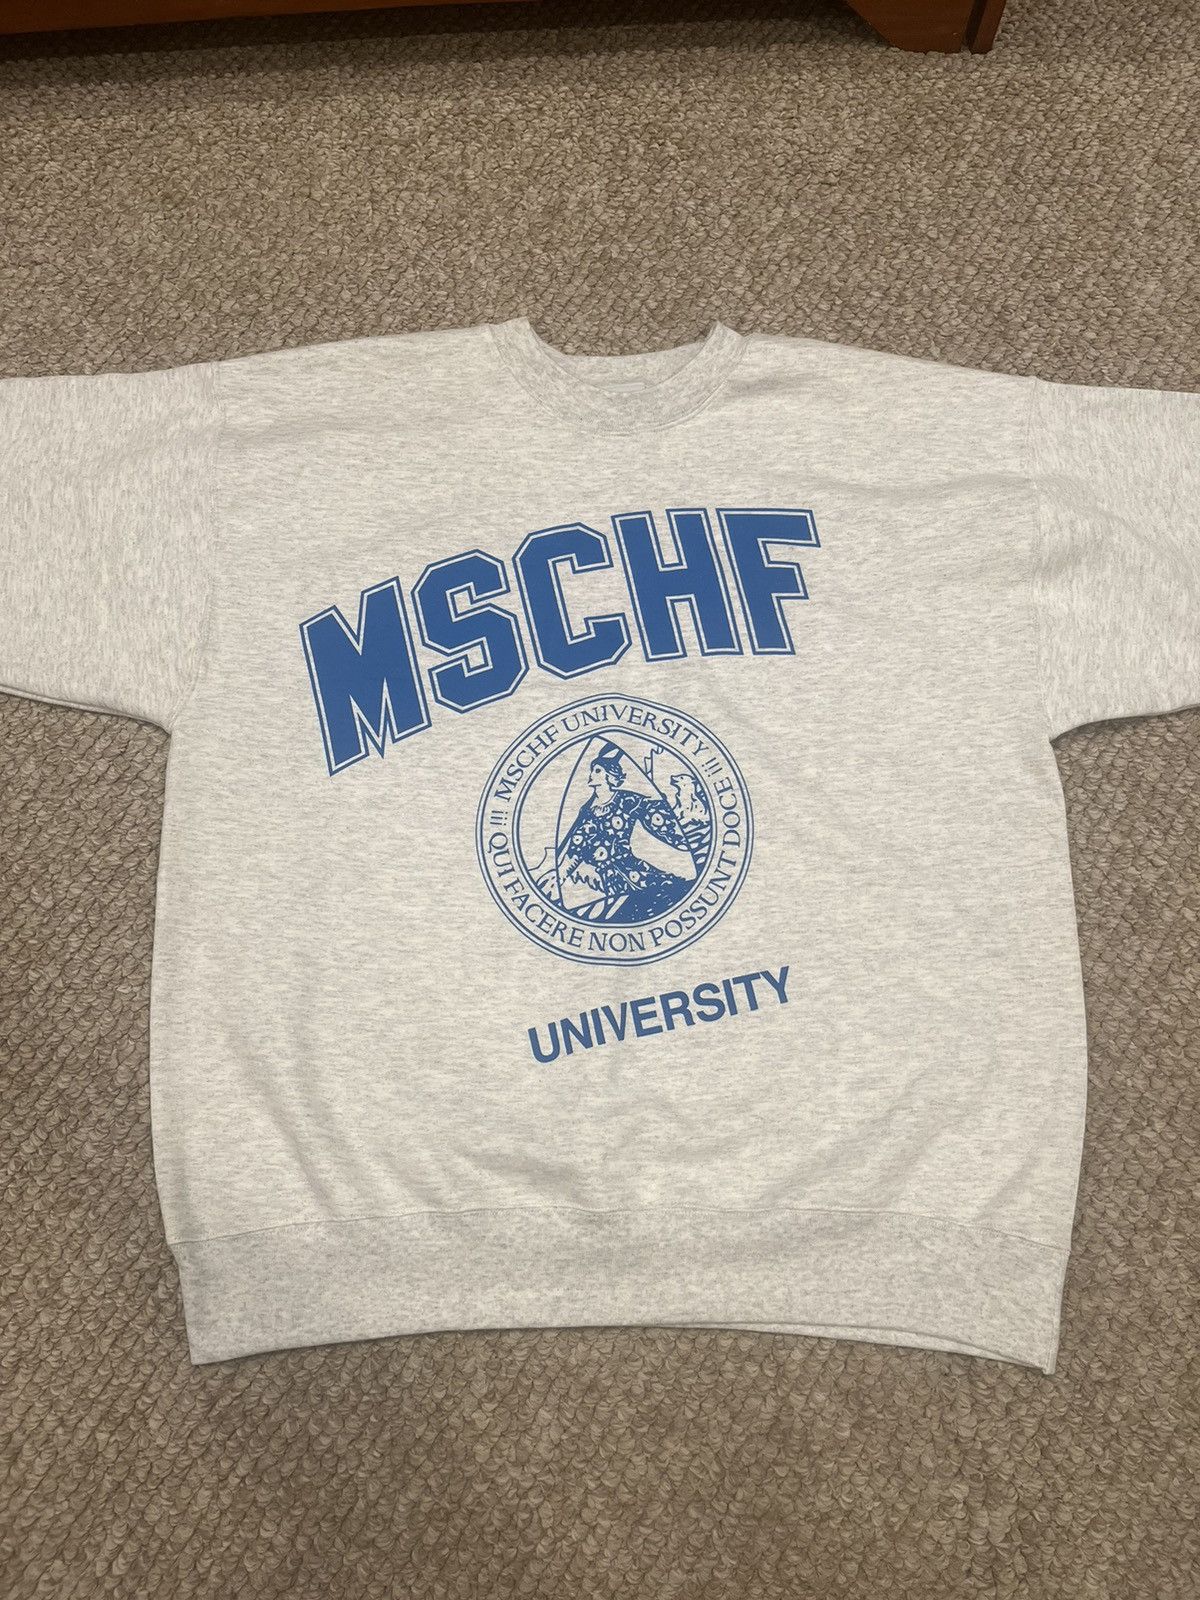 MSCHF
¡¡¡ MSCHF UNIVERSITY !!!
QUI FACERE NON POSSUNT DOCE
UNIVERSITY